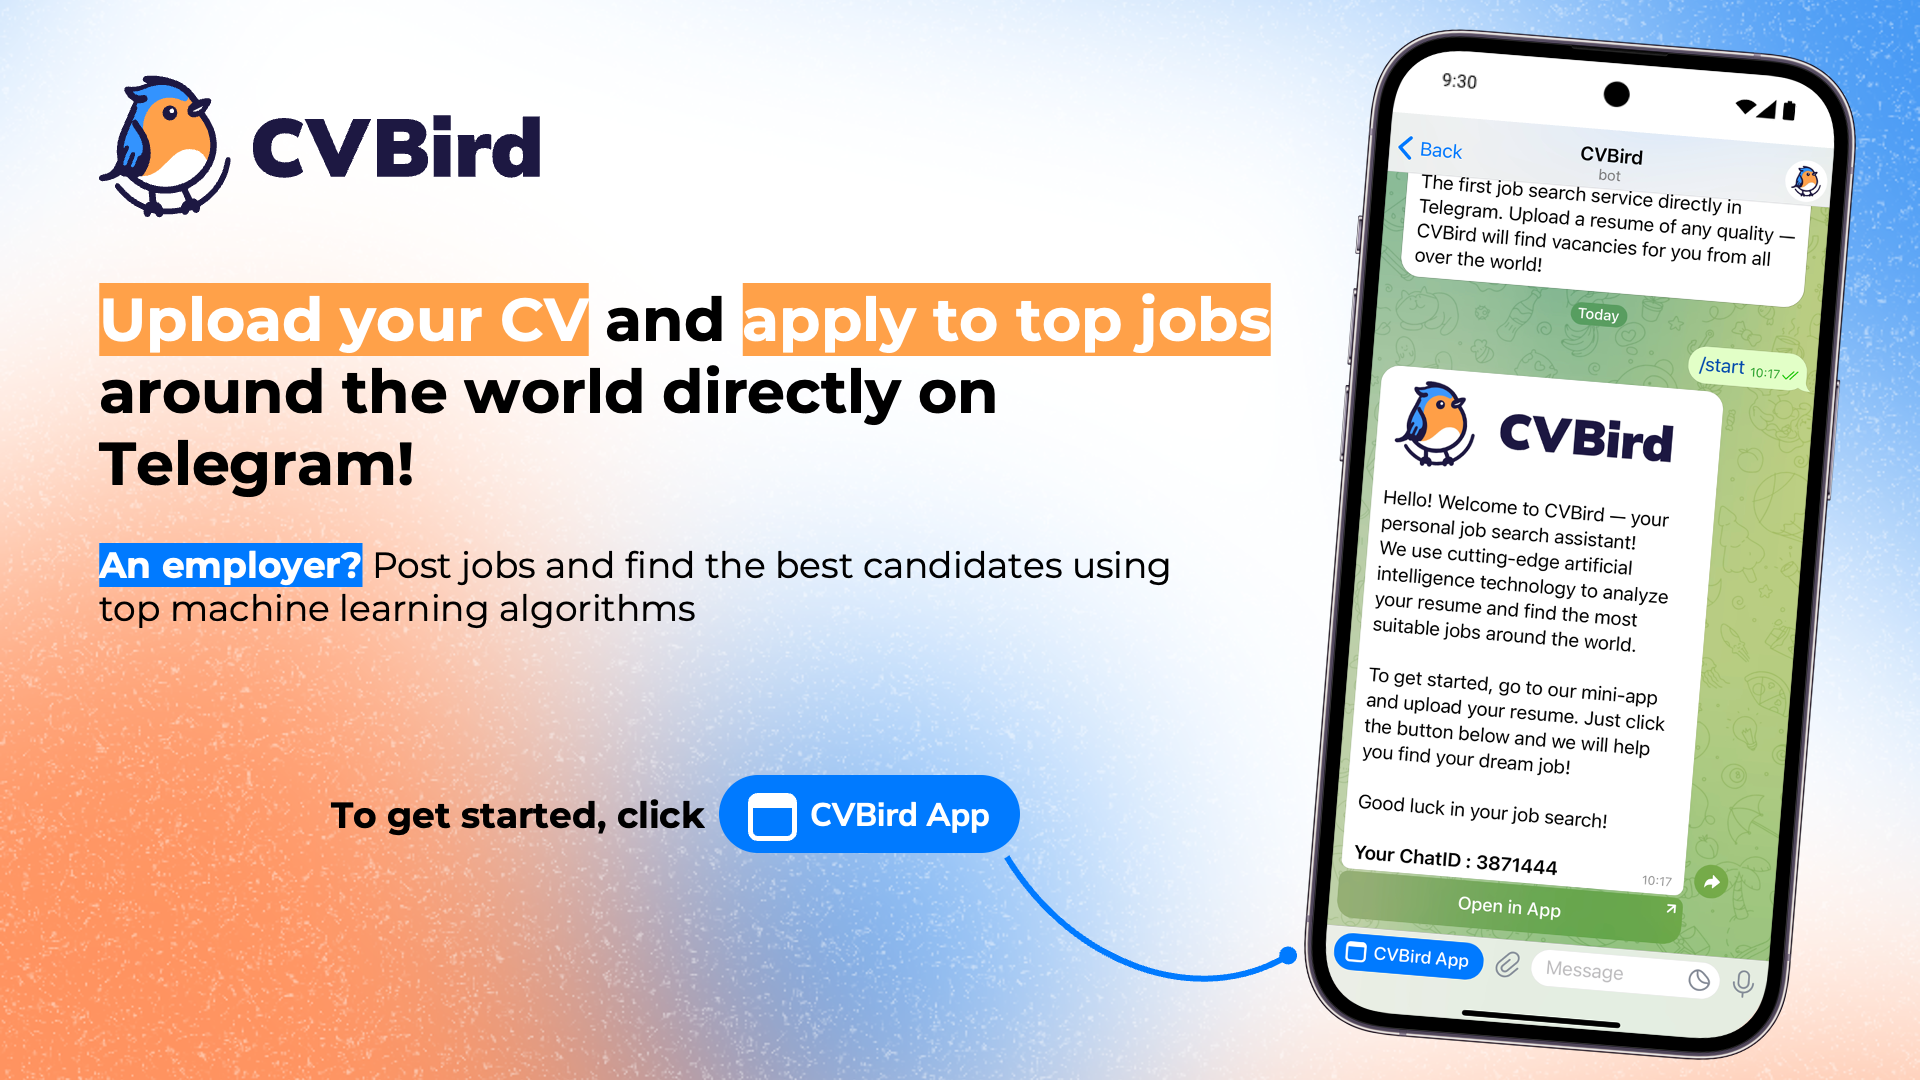 CVBird
Upload your CV and apply to top jobs
around the world directly on
Telegram!
An employer? Post jobs and find the best candidates using
top machine learning algorithms
To get started, click CVBird App
9:30
Back
CVBird
bot
The first job search service directly in
Telegram. Upload a resume of any quality —
CVBird will find vacancies for you from all
over the world!
Today
/start 10:17
CVBird
Hello! Welcome to CVBird — your
personal job search assistant!
We use cutting-edge artificial
intelligence technology to analyze
your resume and find the most
suitable jobs around the world.
To get started, go to our mini-app
and upload your resume. Just click
the button below and we will help
you find your dream job!
Good luck in your job search!
Your ChatID : 3871444
10:17
Open in App
CVBird App
Message